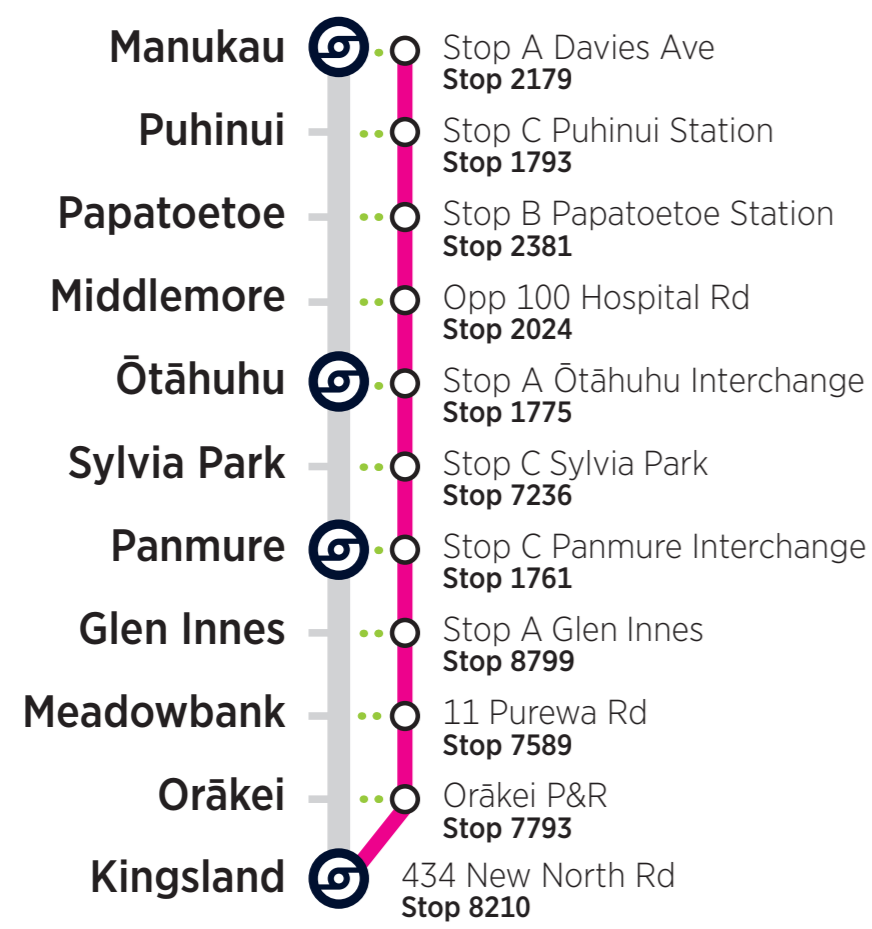 Manukau
Stop A Davies Ave
Stop 2179
Puhinui
Stop C Puhinui Station
Stop 1793
Papatoetoe
Stop B Papatoetoe Station
Stop 2381
Middlemore
Opp 100 Hospital Rd
Stop 2024
Ōtāhuhu
Stop A Ōtāhuhu Interchange
Stop 1775
Sylvia Park
Stop C Sylvia Park
Stop 7236
Panmure
Stop C Panmure Interchange
Stop 1761
Glen Innes
Stop A Glen Innes
Stop 8799
Meadowbank
11 Purewa Rd
Stop 7589
Orākei
Orākei P&R
Stop 7793
Kingsland
434 New North Rd
Stop 8210